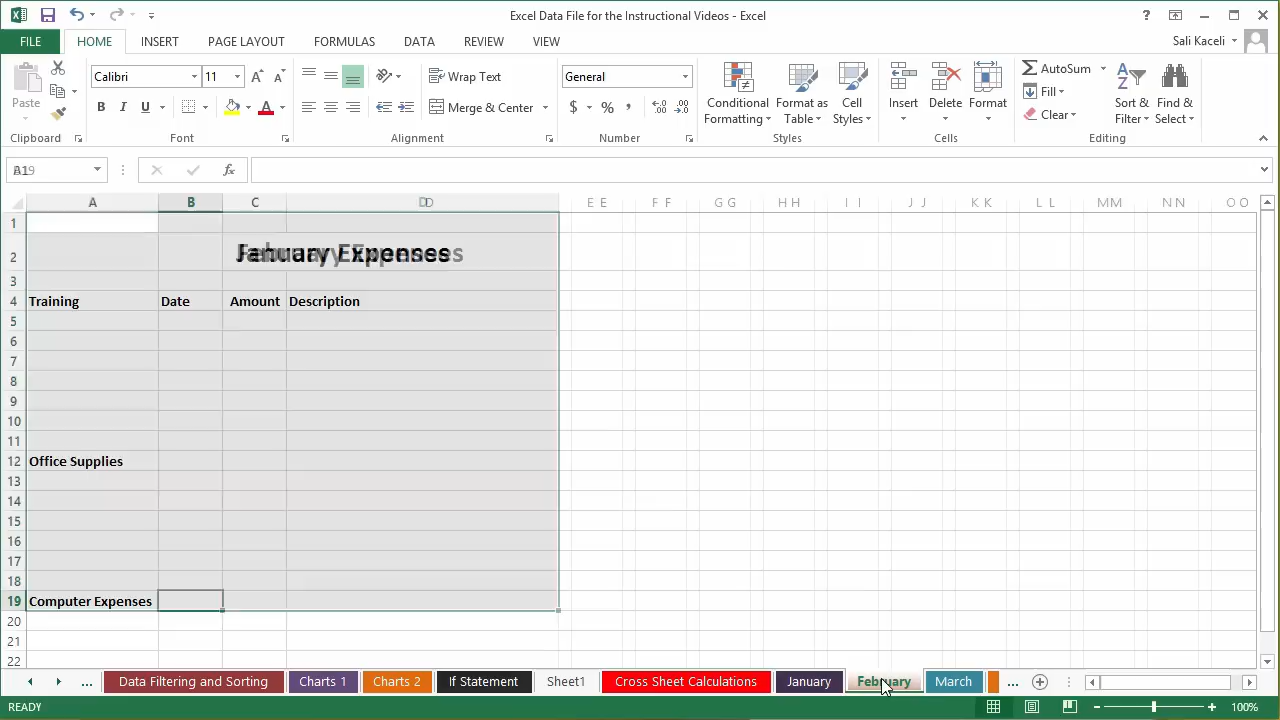 Excel Data File for the Instructional Videos - Excel
?
FILE HOME INSERT PAGE LAYOUT FORMULAS DATA REVIEW VIEW Sali Kaceli
Paste
Calibri 11 A A
B I U A
Wrap Text
Merge & Center
General
$ % , .00 .0
Conditional Formatting
Format as Table
Cell Styles
Insert Delete Format
AutoSum
Fill
Clear
Sort & Filter
Find & Select
Clipboard Font Alignment Number Styles Cells Editing
fx
A B C D E E F F G G H H I I J J K K L L M M N N O O
1
2 January Expenses
3
4 Training Date Amount Description
5
6
7
8
9
10
11
12 Office Supplies
13
14
15
16
17
18
19 Computer Expenses
20
21
22
... Data Filtering and Sorting Charts 1 Charts 2 If Statement Sheet1 Cross Sheet Calculations January February March ...
READY 100%